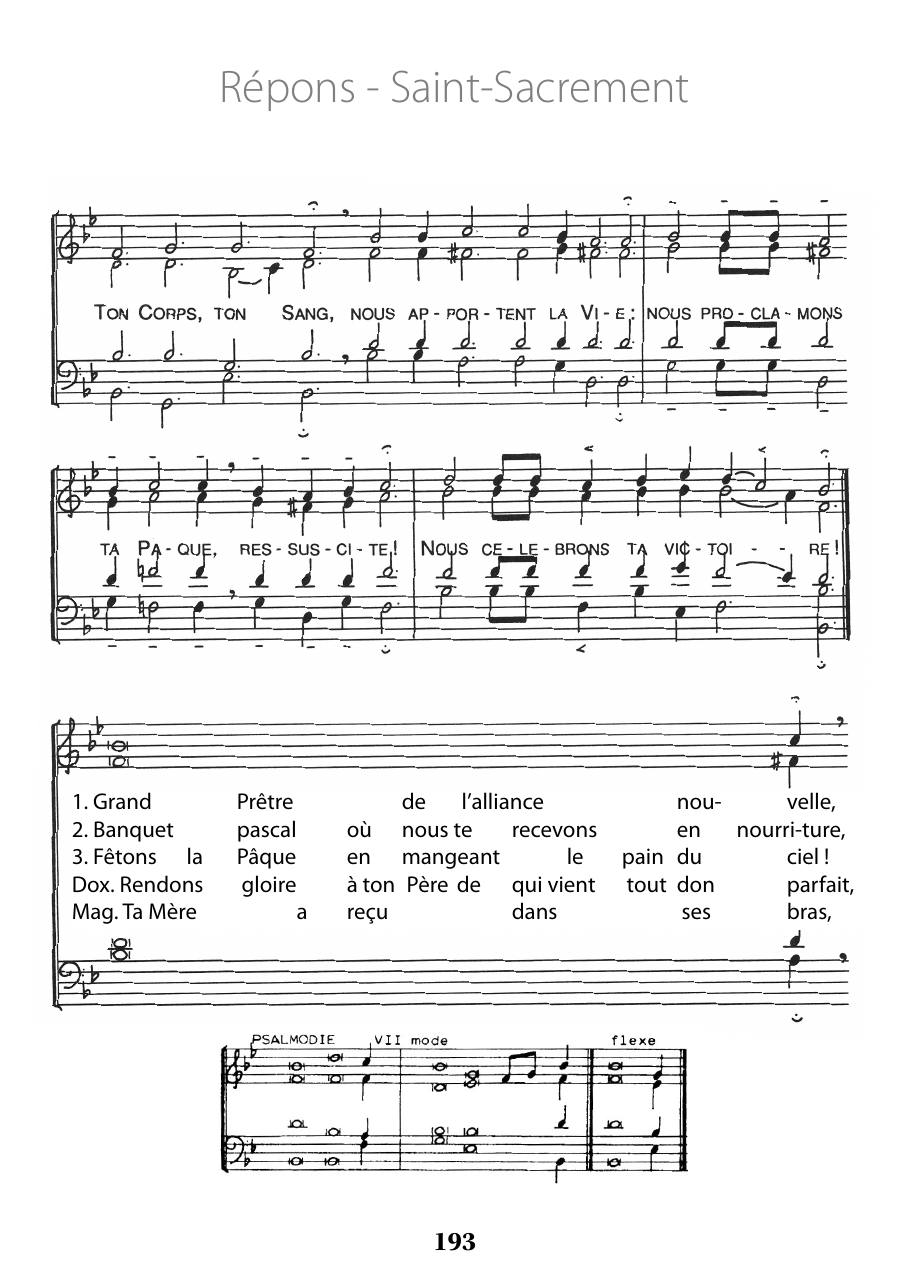 Répons - Saint-Sacrement
TON CORPS, TON SANG, NOUS AP-POR-TENT LA VI-E: NOUS PRO-CLA-MONS
TA PA-QUE, RES-SUS-CI-TE! NOUS CE-LE-BRONS TA VIC-TOI--RE!
1. Grand Prêtre de l'alliance nou- velle,
2. Banquet pascal où nous te recevons en nourri-ture,
3. Fêtons la Pâque en mangeant le pain du ciel !
Dox. Rendons gloire à ton Père de qui vient tout don parfait,
Mag. Ta Mère a reçu dans ses bras,
PSALMODIE VII mode flexe
193